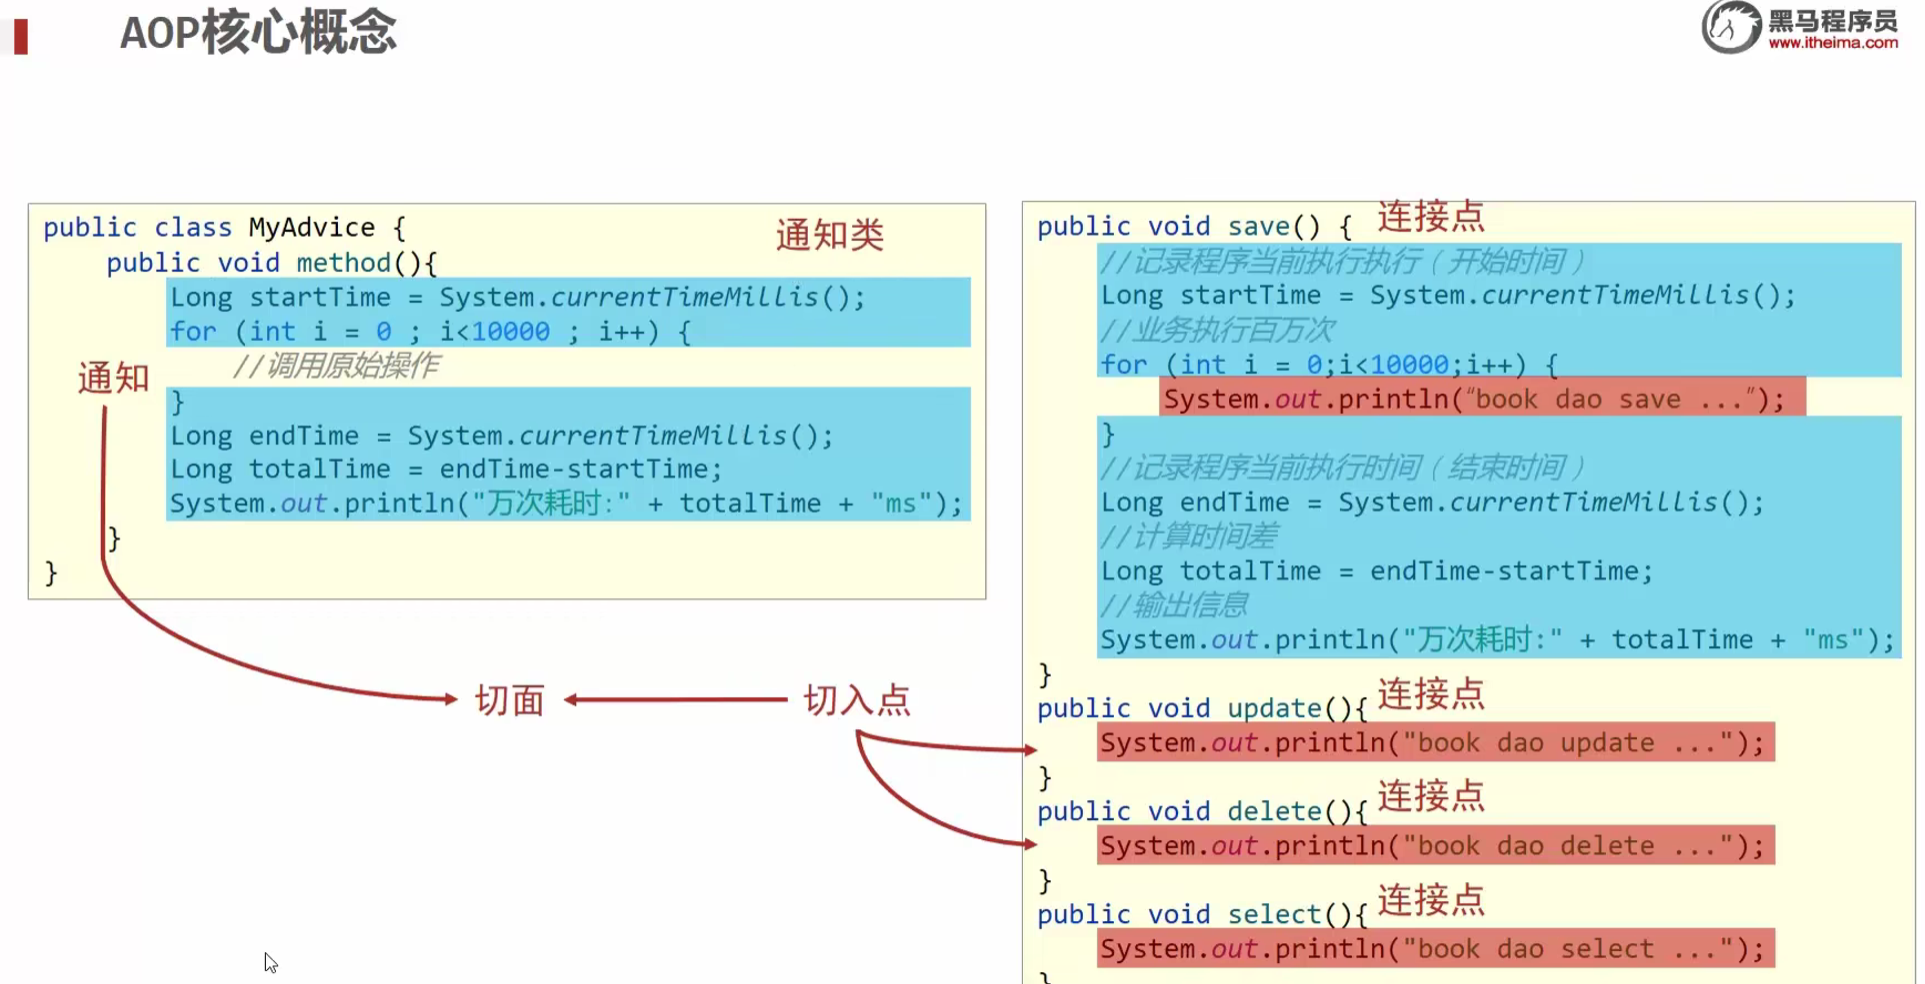 AOP核心概念
黑马程序员
www.itheima.com
public class MyAdvice {
通知类
public void method(){
Long startTime = System.currentTimeMillis();
for (int i = 0 ; i<10000 ; i++) {
//调用原始操作
通知
}
Long endTime = System.currentTimeMillis();
Long totalTime = endTime-startTime;
System.out.println("万次耗时:" + totalTime + "ms");
}
}
切面
切入点
public void save() {
连接点
//记录程序当前执行执行（开始时间）
Long startTime = System.currentTimeMillis();
//业务执行百万次
for (int i = 0;i<10000;i++) {
System.out.println(“book dao save ...”);
}
//记录程序当前执行时间（结束时间）
Long endTime = System.currentTimeMillis();
//计算时间差
Long totalTime = endTime-startTime;
//输出信息
System.out.println("万次耗时:" + totalTime + "ms");
}
public void update(){
连接点
System.out.println("book dao update ...");
}
public void delete(){
连接点
System.out.println("book dao delete ...");
}
public void select(){
连接点
System.out.println("book dao select ...");
}